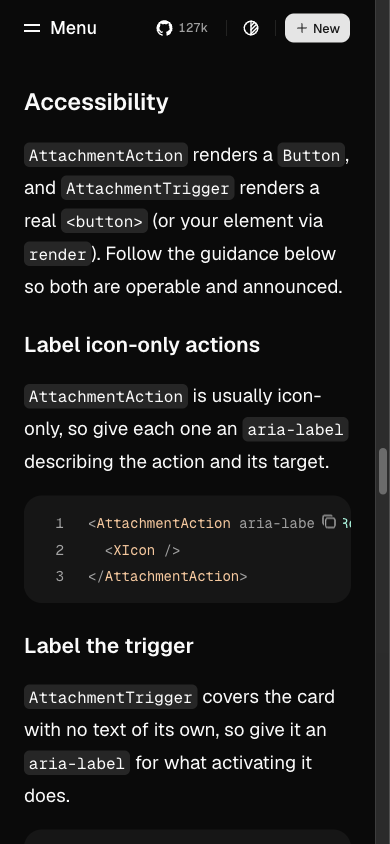 Menu
127k
+ New
Accessibility
AttachmentAction renders a Button,
and AttachmentTrigger renders a
real <button> (or your element via
render). Follow the guidance below
so both are operable and announced.
Label icon-only actions
AttachmentAction is usually icon-
only, so give each one an aria-label
describing the action and its target.
1 <AttachmentAction aria-labe
2 <XIcon />
3 </AttachmentAction>
Label the trigger
AttachmentTrigger covers the card
with no text of its own, so give it an
aria-label for what activating it
does.